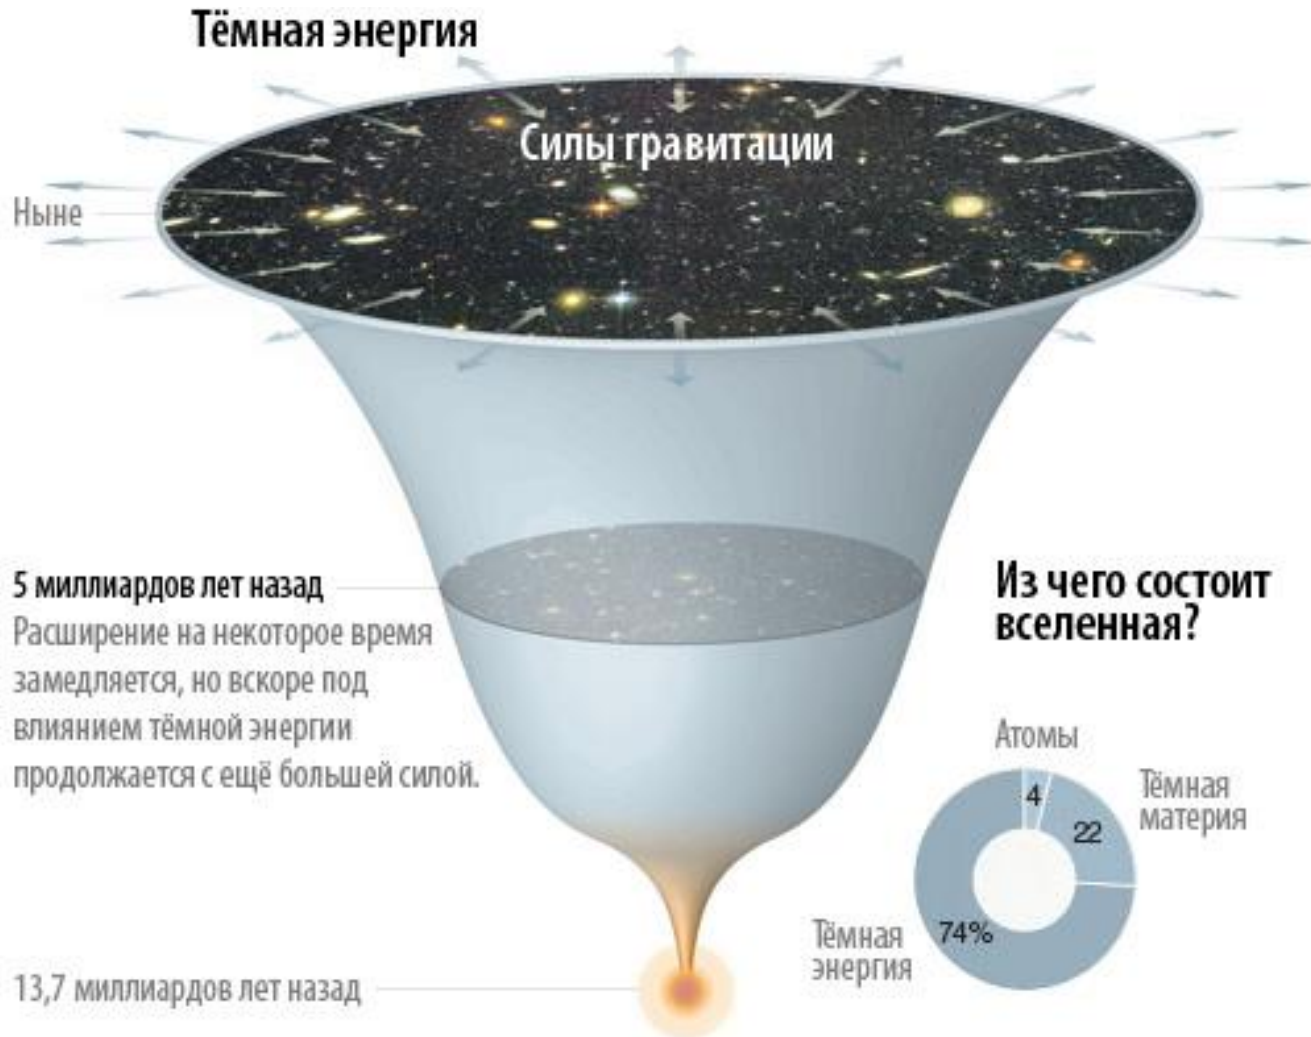 Тёмная энергия
Силы гравитации
Ныне
5 миллиардов лет назад
Расширение на некоторое время
замедляется, но вскоре под
влиянием тёмной энергии
продолжается с ещё большей силой.
Из чего состоит
вселенная?
Атомы
4
Тёмная
материя
22
Тёмная
энергия
74%
13,7 миллиардов лет назад